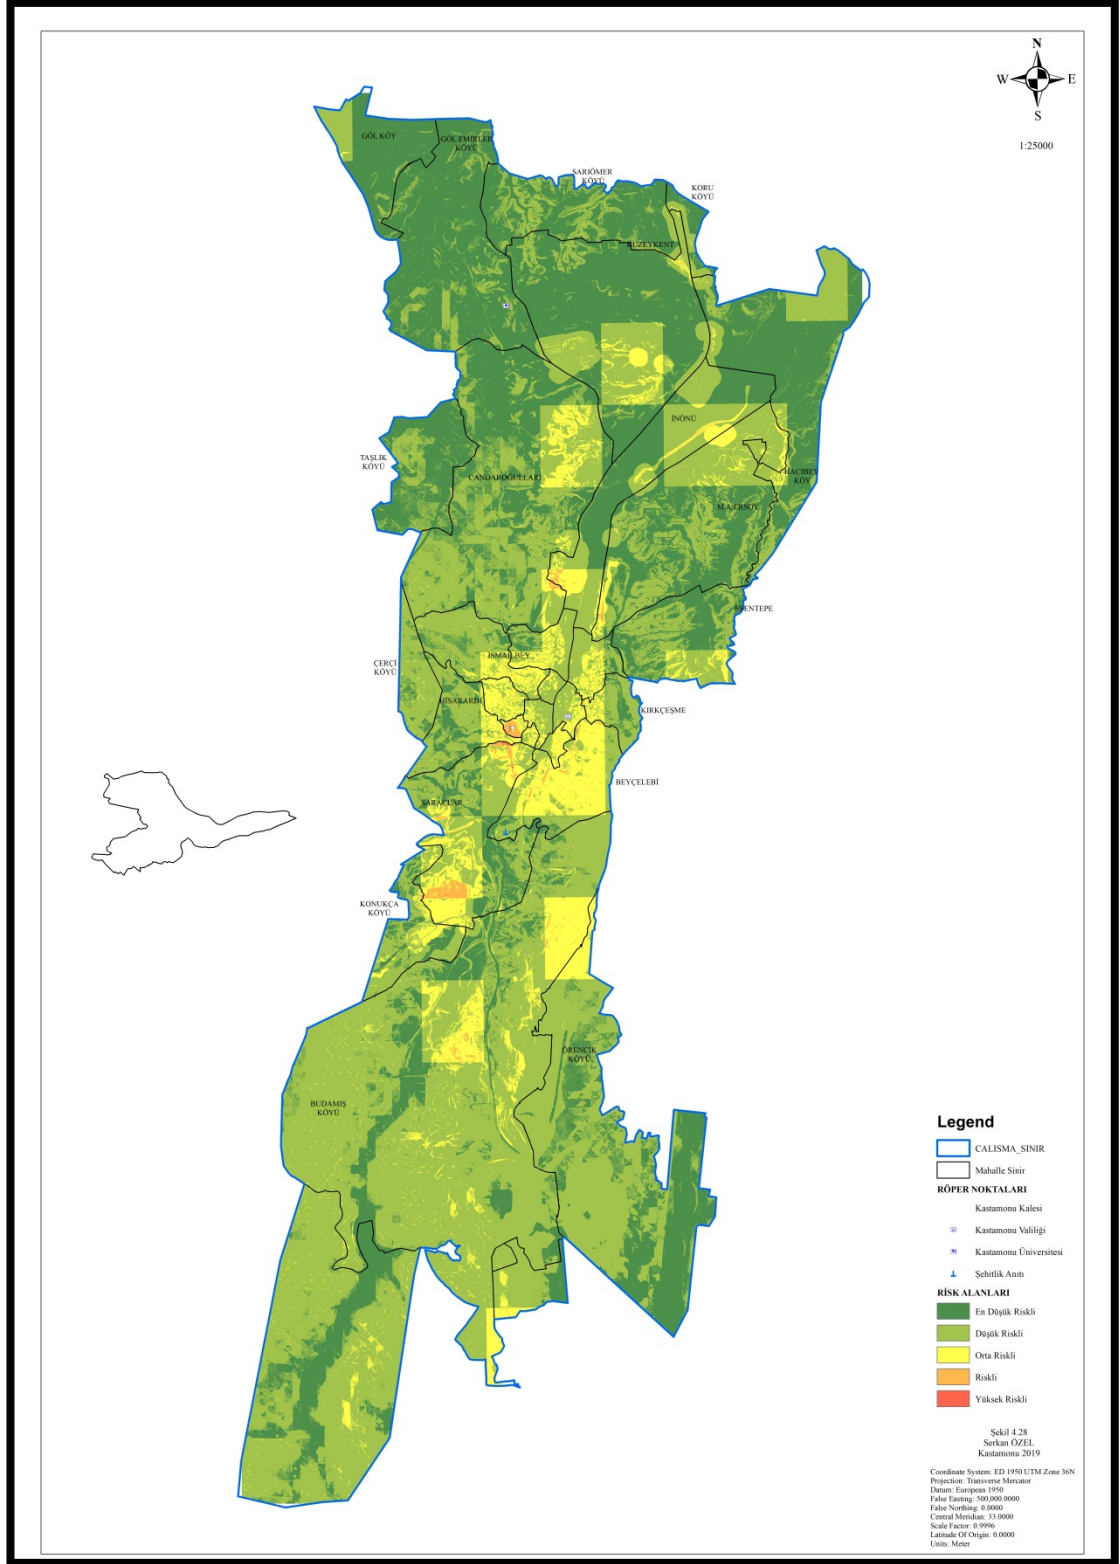 N
W E
S
1:25000
GÖL KÖY
GÖL EMİRLER
KÖYÜ
SARIÖMER
KÖYÜ
KORU
KÖYÜ
KUZEYKENT
İNÖNÜ
TAŞLIK
KÖYÜ
CANDAROĞULLARI
HACIBEY
KÖY
M.A.ERSOY
ESENTEPE
İSMAİLBEY
ÇERÇİ
KÖYÜ
HİSARARDI
KIRKÇEŞME
BEYÇELEBİ
SARAÇLAR
KONUKÇA
KÖYÜ
ÖRENCİK
KÖYÜ
BUDAMIŞ
KÖYÜ
Legend
CALISMA_SINIR
Mahalle Sinir
RÖPER NOKTALARI
Kastamonu Kalesi
Kastamonu Valiliği
Kastamonu Üniversitesi
Şehitlik Anıtı
RİSK ALANLARI
En Düşük Riskli
Düşük Riskli
Orta Riskli
Riskli
Yüksek Riskli
Şekil 4.28
Serkan ÖZEL
Kastamonu 2019
Coordinate System: ED 1950 UTM Zone 36N
Projection: Transverse Mercator
Datum: European 1950
False Easting: 500,000.0000
False Northing: 0.0000
Central Meridian: 33.0000
Scale Factor: 0.9996
Latitude Of Origin: 0.0000
Units: Meter